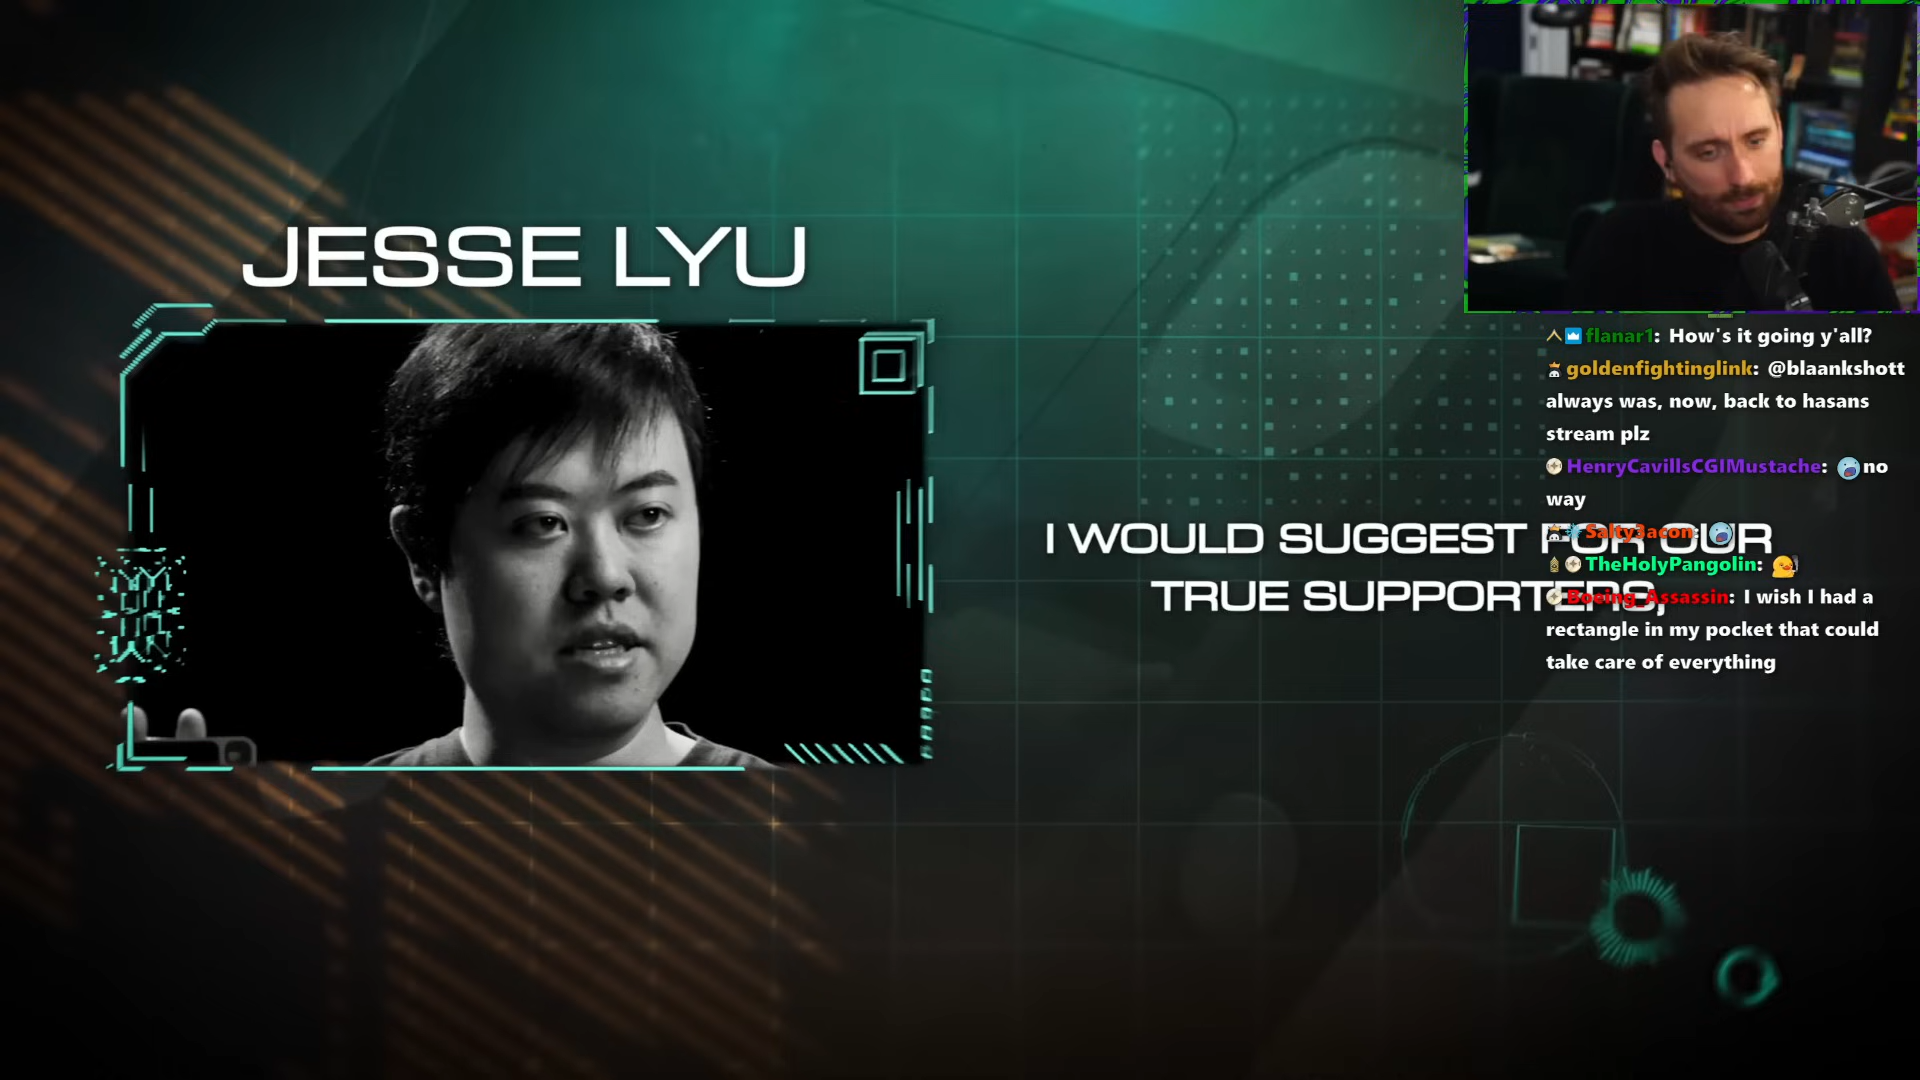 JESSE LYU
I WOULD SUGGEST FOR OUR
TRUE SUPPORTERS,
flanar1: How's it going y'all?
goldenfightinglink: @blaankshott
always was, now, back to hasans
stream plz
HenryCavillsCGIMustache: no
way
Salty3acon:
TheHolyPangolin:
Boeing_Assassin: I wish I had a
rectangle in my pocket that could
take care of everything